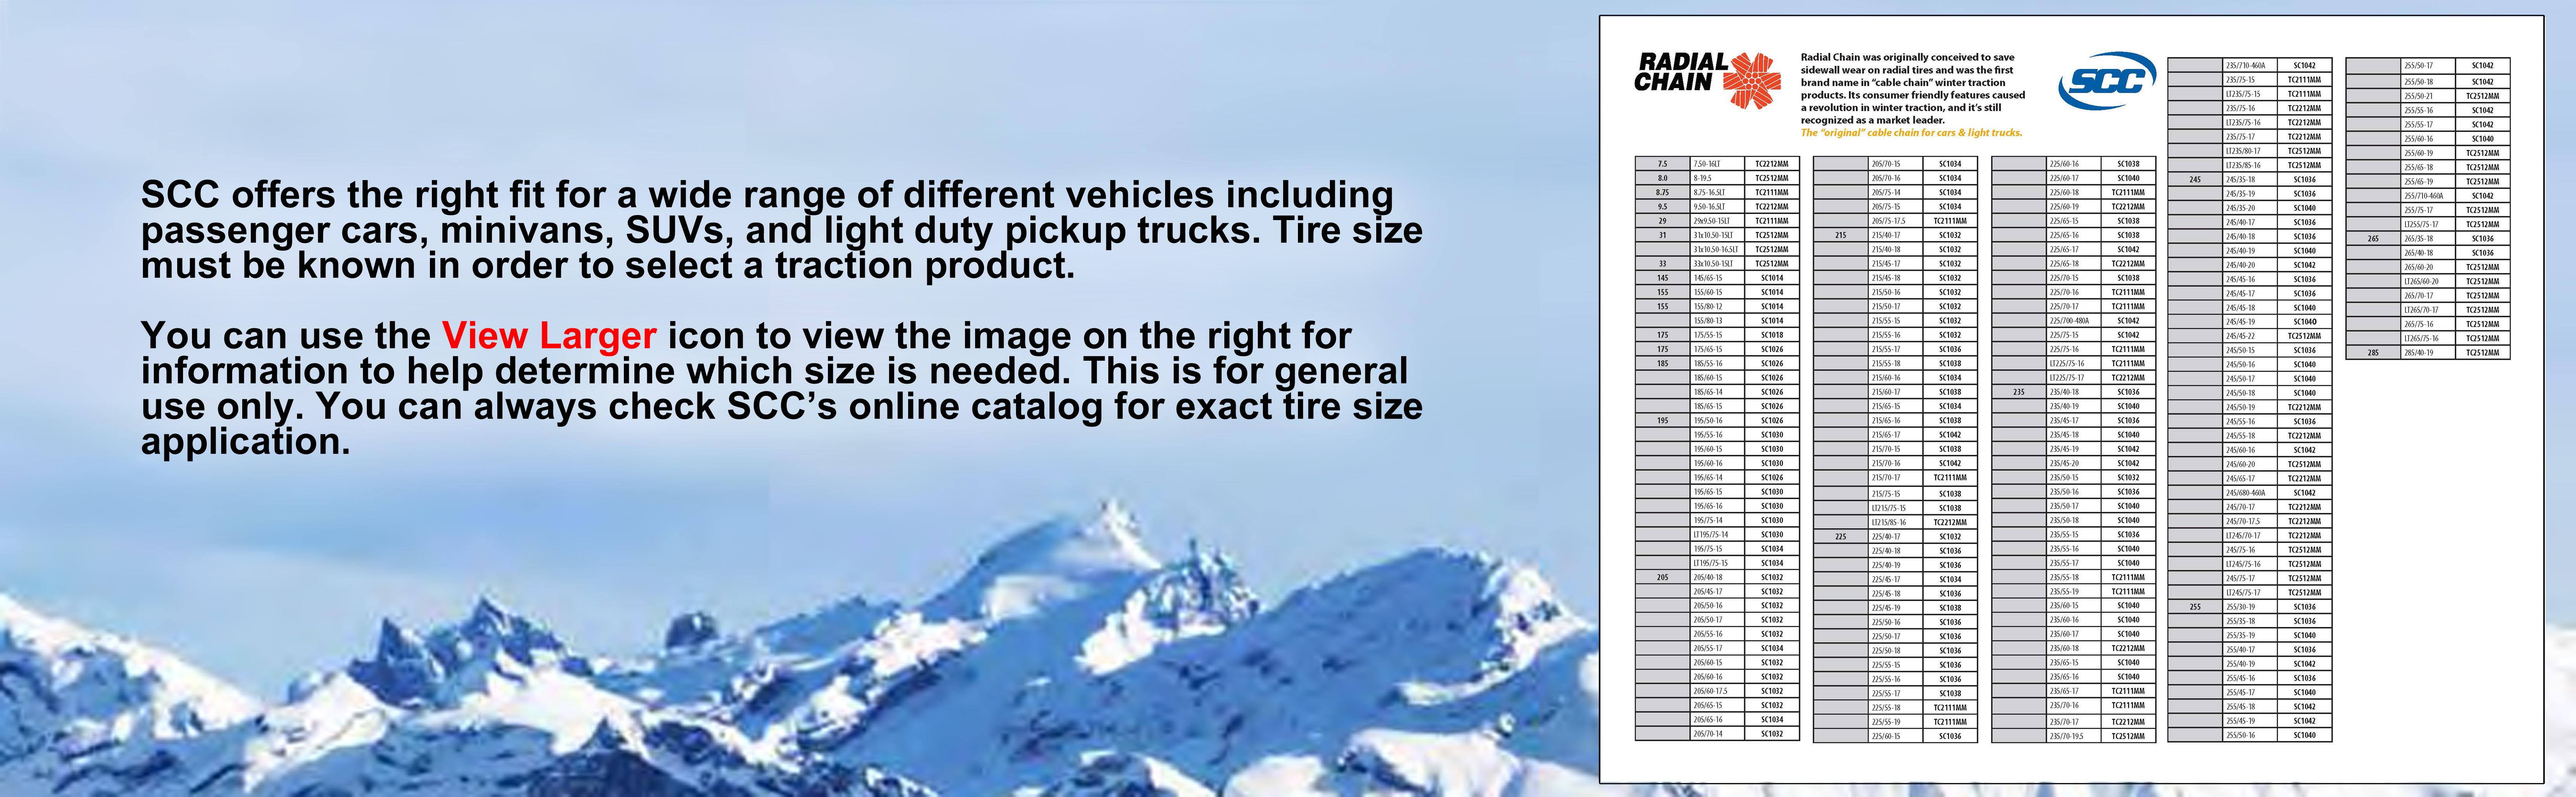 SCC offers the right fit for a wide range of different vehicles including
passenger cars, minivans, SUVs, and light duty pickup trucks. Tire size
must be known in order to select a traction product.
You can use the View Larger icon to view the image on the right for
information to help determine which size is needed. This is for general
use only. You can always check SCC’s online catalog for exact tire size
application.
RADIAL
CHAIN
Radial Chain was originally conceived to save
sidewall wear on radial tires and was the first
brand name in “cable chain” winter traction
products. Its consumer friendly features caused
a revolution in winter traction, and it’s still
recognized as a market leader.
The “original” cable chain for cars & light trucks.
SCC
7.5 7.50-16LT TC2212MM
8.0 8-19.5 TC2512MM
8.75 8.75-16.5LT TC2111MM
9.5 9.50-16.5LT TC2212MM
29 29x9.50-15LT TC2111MM
31 31x10.50-15LT TC2512MM
31x10.50-16.5LT TC2512MM
33 33x10.50-15LT TC2512MM
145 145/65-15 SC1014
155 155/60-15 SC1014
155 155/80-12 SC1014
155/80-13 SC1014
175 175/55-15 SC1018
175 175/65-15 SC1026
185 185/55-16 SC1026
185/60-15 SC1026
185/65-14 SC1026
185/65-15 SC1026
195 195/50-16 SC1026
195/55-16 SC1030
195/60-15 SC1030
195/60-16 SC1030
195/65-14 SC1026
195/65-15 SC1030
195/65-16 SC1030
195/75-14 SC1030
LT195/75-14 SC1030
195/75-15 SC1034
LT195/75-15 SC1034
205 205/40-18 SC1032
205/45-17 SC1032
205/50-16 SC1032
205/50-17 SC1032
205/55-16 SC1032
205/55-17 SC1034
205/60-15 SC1032
205/60-16 SC1032
205/60-17.5 SC1032
205/65-15 SC1032
205/65-16 SC1034
205/70-14 SC1032
205/70-15 SC1034
205/70-16 SC1034
205/75-14 SC1034
205/75-15 SC1034
205/75-17.5 TC2111MM
215 215/40-17 SC1032
215/40-18 SC1032
215/45-17 SC1032
215/45-18 SC1032
215/50-16 SC1032
215/50-17 SC1032
215/55-15 SC1032
215/55-16 SC1032
215/55-17 SC1036
215/55-18 SC1038
215/60-16 SC1034
215/60-17 SC1038
215/65-15 SC1034
215/65-16 SC1038
215/65-17 SC1042
215/70-15 SC1038
215/70-16 SC1042
215/70-17 TC2111MM
215/75-15 SC1038
LT215/75-15 SC1038
LT215/85-16 TC2212MM
225 225/40-17 SC1032
225/40-18 SC1036
225/40-19 SC1036
225/45-17 SC1034
225/45-18 SC1036
225/45-19 SC1038
225/50-16 SC1036
225/50-17 SC1036
225/50-18 SC1036
225/55-15 SC1036
225/55-16 SC1036
225/55-17 SC1038
225/55-18 TC2111MM
225/55-19 TC2111MM
225/60-15 SC1036
225/60-16 SC1038
225/60-17 SC1040
225/60-18 TC2111MM
225/60-19 TC2212MM
225/65-15 SC1038
225/65-16 SC1038
225/65-17 SC1042
225/65-18 TC2212MM
225/70-15 SC1038
225/70-16 TC2111MM
225/70-17 TC2111MM
225/700-480A SC1042
225/75-15 SC1042
225/75-16 TC2111MM
LT225/75-16 TC2111MM
LT225/75-17 TC2212MM
235 235/40-18 SC1036
235/40-19 SC1040
235/45-17 SC1036
235/45-18 SC1040
235/45-19 SC1042
235/45-20 SC1042
235/50-15 SC1032
235/50-16 SC1036
235/50-17 SC1040
235/50-18 SC1040
235/55-15 SC1036
235/55-16 SC1040
235/55-17 SC1040
235/55-18 TC2111MM
235/55-19 TC2111MM
235/60-15 SC1040
235/60-16 SC1040
235/60-17 SC1040
235/60-18 TC2212MM
235/65-15 SC1040
235/65-16 SC1040
235/65-17 TC2111MM
235/70-16 TC2111MM
235/70-17 TC2212MM
235/70-19.5 TC2512MM
235/710-460A SC1042
235/75-15 TC2111MM
LT235/75-15 TC2111MM
235/75-16 TC2212MM
LT235/75-16 TC2212MM
235/75-17 TC2212MM
LT235/80-17 TC2512MM
LT235/85-16 TC2512MM
245 245/35-18 SC1036
245/35-19 SC1036
245/35-20 SC1040
245/40-17 SC1036
245/40-18 SC1036
245/40-19 SC1040
245/40-20 SC1042
245/45-16 SC1036
245/45-17 SC1036
245/45-18 SC1040
245/45-19 SC1040
245/45-22 TC2512MM
245/50-15 SC1036
245/50-16 SC1040
245/50-17 SC1040
245/50-18 SC1040
245/50-19 TC2212MM
245/55-16 SC1036
245/55-18 TC2212MM
245/60-16 SC1042
245/60-20 TC2512MM
245/65-17 TC2212MM
245/680-460A SC1042
245/70-17 TC2212MM
245/70-17.5 TC2212MM
LT245/70-17 TC2212MM
245/75-16 TC2512MM
LT245/75-16 TC2512MM
245/75-17 TC2512MM
LT245/75-17 TC2512MM
255 255/30-19 SC1036
255/35-18 SC1036
255/35-19 SC1040
255/40-17 SC1036
255/40-19 SC1042
255/45-16 SC1036
255/45-17 SC1040
255/45-18 SC1042
255/45-19 SC1042
255/50-16 SC1040
255/50-17 SC1042
255/50-18 SC1042
255/50-21 TC2512MM
255/55-16 SC1042
255/55-17 SC1042
255/60-16 SC1040
255/60-19 TC2512MM
255/65-18 TC2512MM
255/65-19 TC2512MM
255/710-460A SC1042
255/75-17 TC2512MM
LT255/75-17 TC2512MM
265 265/35-18 SC1036
265/40-18 SC1036
265/60-20 TC2512MM
LT265/60-20 TC2512MM
265/70-17 TC2512MM
LT265/70-17 TC2512MM
265/75-16 TC2512MM
LT265/75-16 TC2512MM
285 285/40-19 TC2512MM